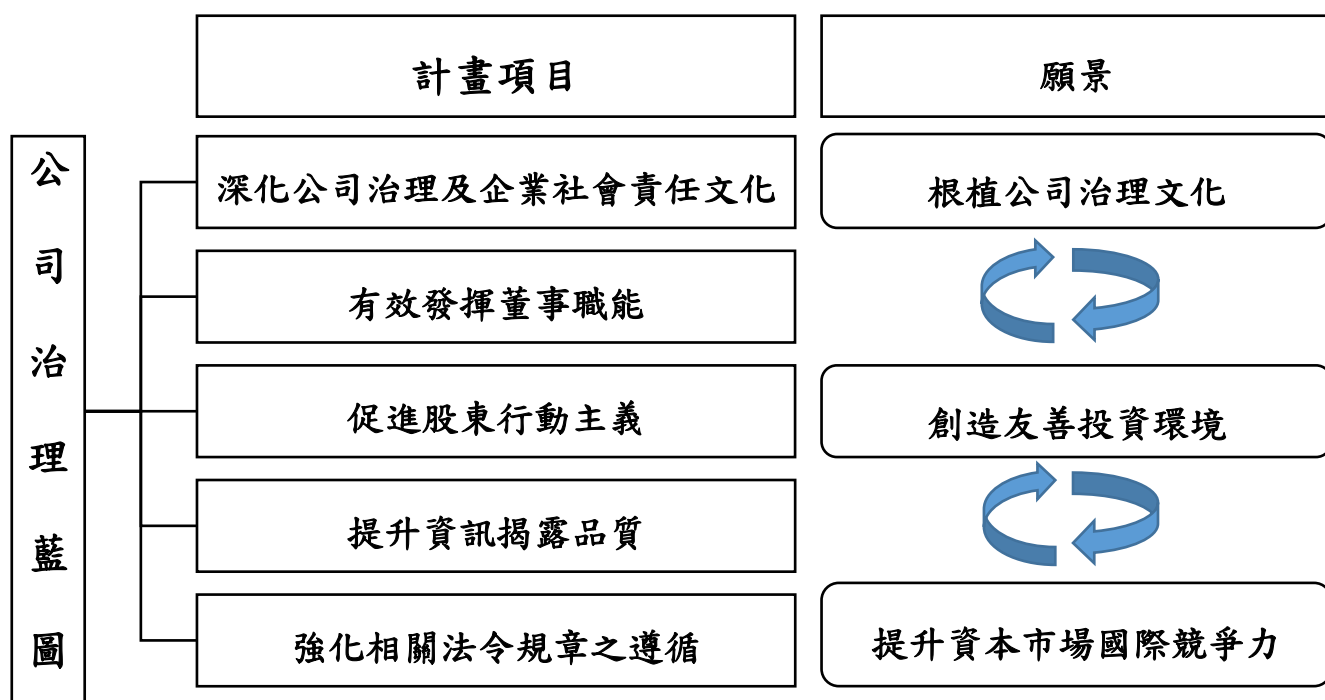 計畫項目
願景
公司治理藍圖
深化公司治理及企業社會責任文化
根植公司治理文化
有效發揮董事職能
促進股東行動主義
創造友善投資環境
提升資訊揭露品質
強化相關法令規章之遵循
提升資本市場國際競爭力